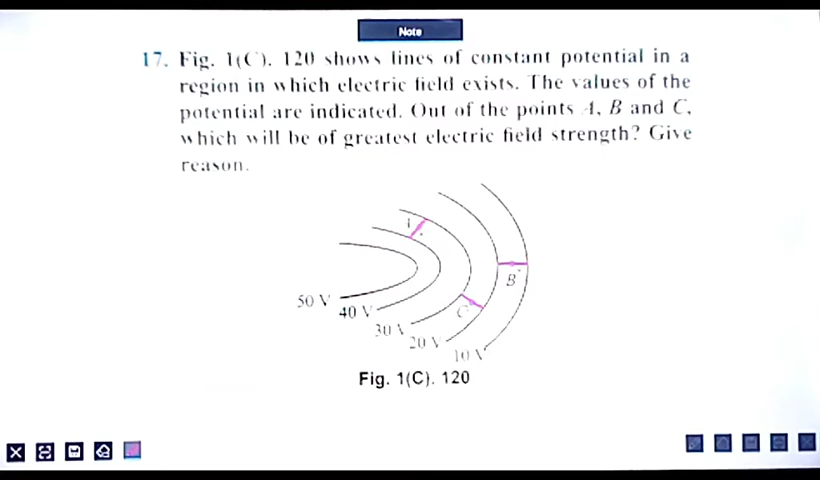 Note
17. Fig. 1(C). 120 shows lines of constant potential in a
region in which electric field exists. The values of the
potential are indicated. Out of the points A, B and C,
which will be of greatest electric field strength? Give
reason.
A
B
C
50 V
40 V
30 V
20 V
10 V
Fig. 1(C). 120